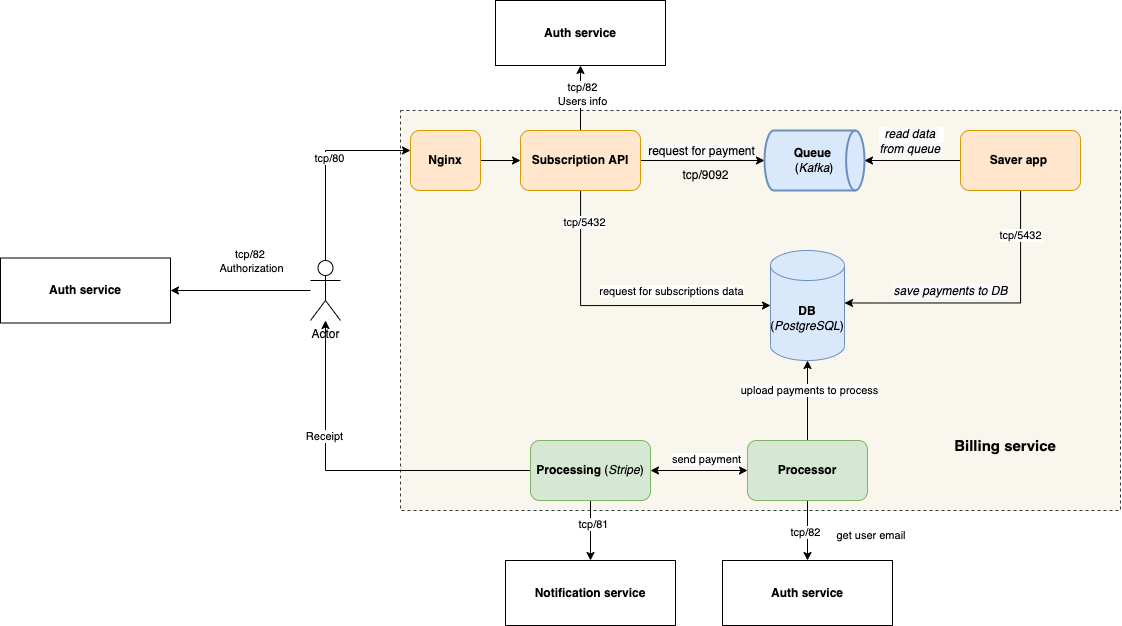 Auth service
tcp/82
Users info
tcp/80
Nginx
Subscription API
request for payment
tcp/9092
Queue
(Kafka)
read data
from queue
Saver app
tcp/5432
tcp/5432
tcp/82
Authorization
Auth service
Actor
request for subscriptions data
DB
(PostgreSQL)
save payments to DB
upload payments to process
Receipt
Billing service
Processing (Stripe)
send payment
Processor
tcp/81
tcp/82
get user email
Notification service
Auth service